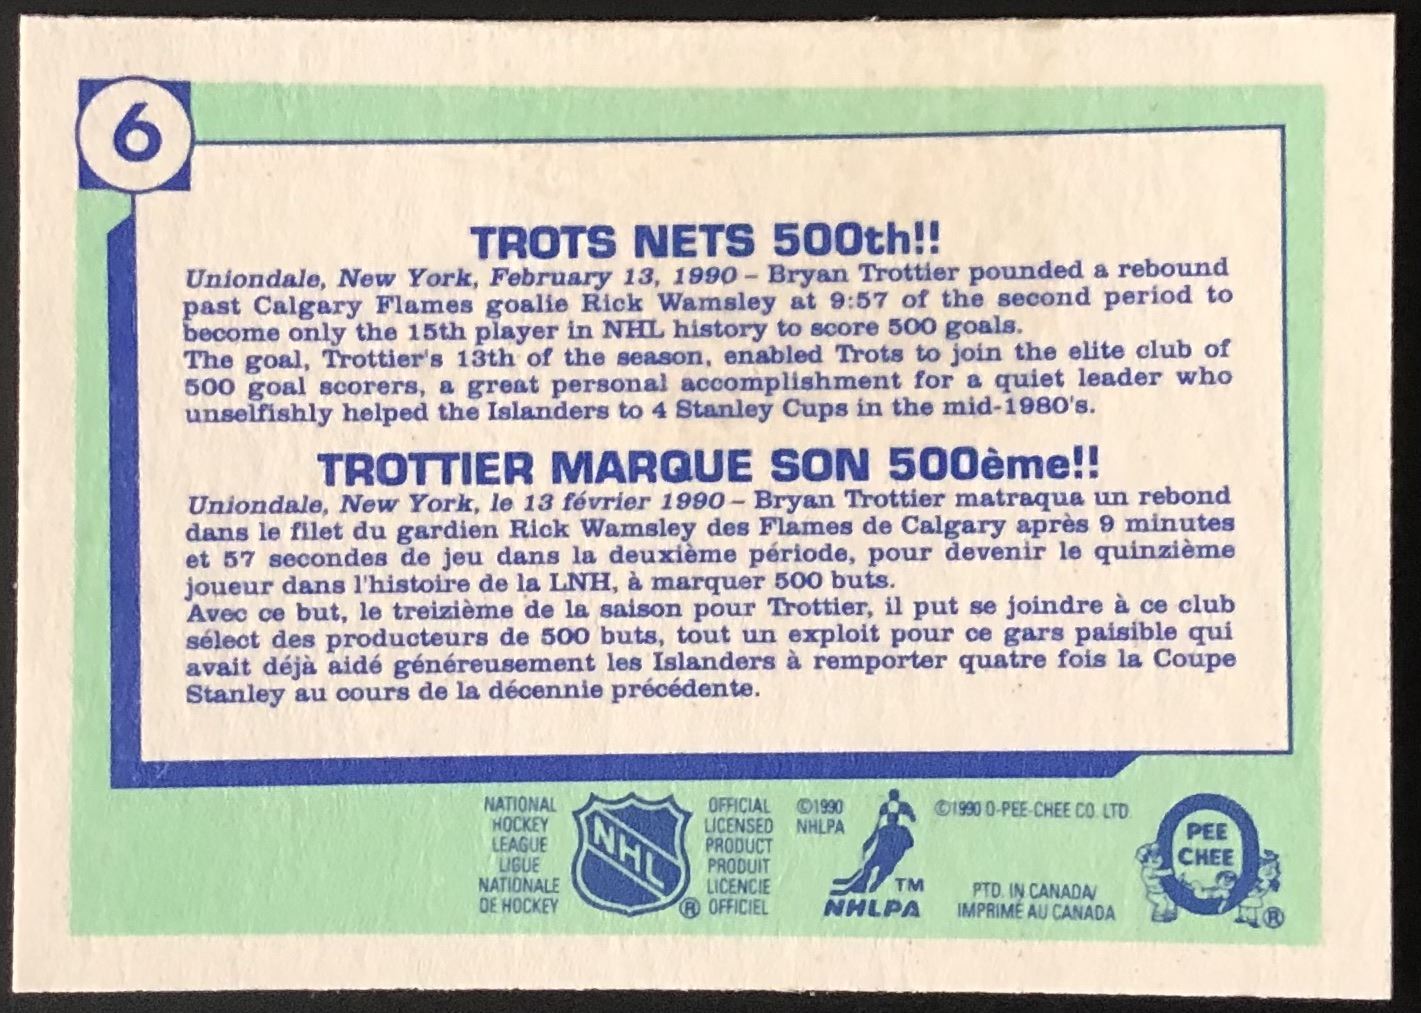 6
TROTS NETS 500th!!
Uniondale, New York, February 13, 1990 – Bryan Trottier pounded a rebound
past Calgary Flames goalie Rick Wamsley at 9:57 of the second period to
become only the 15th player in NHL history to score 500 goals.
The goal, Trottier's 13th of the season, enabled Trots to join the elite club of
500 goal scorers, a great personal accomplishment for a quiet leader who
unselfishly helped the Islanders to 4 Stanley Cups in the mid-1980's.
TROTTIER MARQUE SON 500ème!!
Uniondale, New York, le 13 février 1990 – Bryan Trottier matraqua un rebond
dans le filet du gardien Rick Wamsley des Flames de Calgary après 9 minutes
et 57 secondes de jeu dans la deuxième période, pour devenir le quinzième
joueur dans l'histoire de la LNH, à marquer 500 buts.
Avec ce but, le treizième de la saison pour Trottier, il put se joindre à ce club
sélect des producteurs de 500 buts, tout un exploit pour ce gars paisible qui
avait déjà aidé généreusement les Islanders à remporter quatre fois la Coupe
Stanley au cours de la décennie précédente.
NATIONAL
HOCKEY
LEAGUE
LIGUE
NATIONALE
DE HOCKEY
NHL
®
OFFICIAL
LICENSED
PRODUCT
PRODUIT
LICENCIE
OFFICIEL
©1990
NHLPA
TM
NHLPA
©1990 O-PEE-CHEE CO. LTD.
PTD. IN CANADA/
IMPRIMÉ AU CANADA
O
PEE
CHEE
®